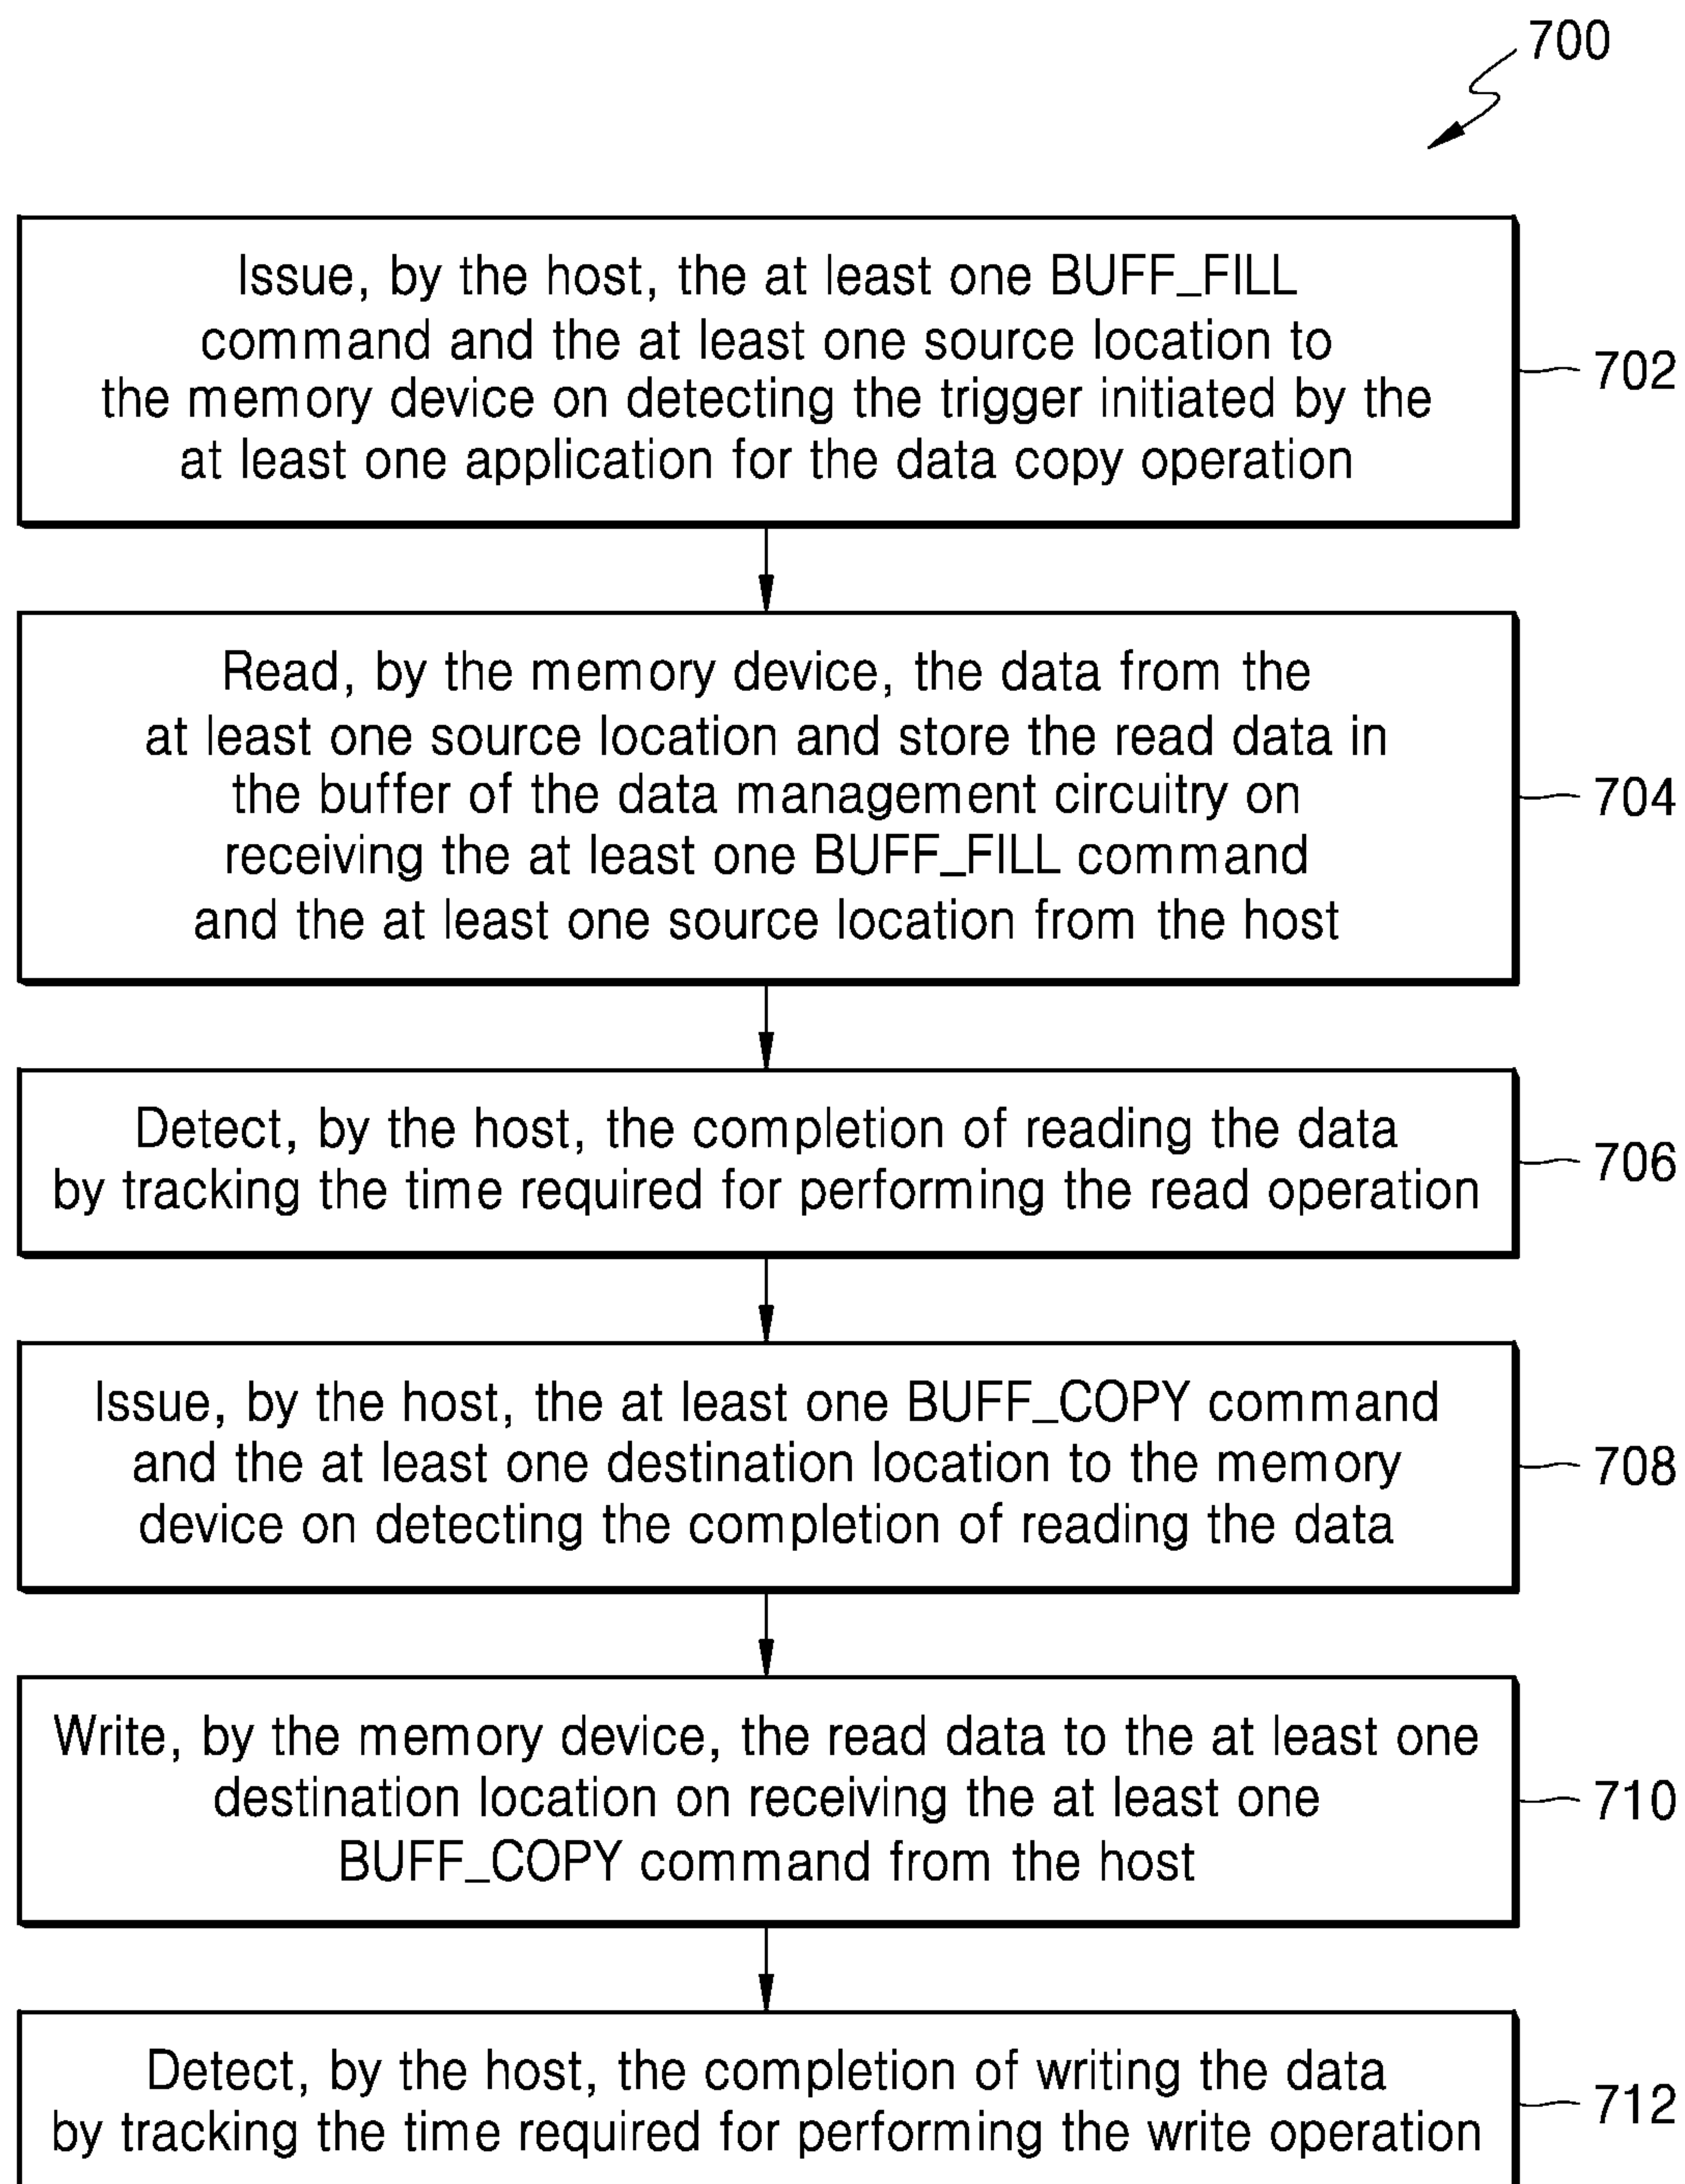 700
Issue, by the host, the at least one BUFF_FILL
command and the at least one source location to
the memory device on detecting the trigger initiated by the
at least one application for the data copy operation
702
Read, by the memory device, the data from the
at least one source location and store the read data in
the buffer of the data management circuitry on
receiving the at least one BUFF_FILL command
and the at least one source location from the host
704
Detect, by the host, the completion of reading the data
by tracking the time required for performing the read operation
706
Issue, by the host, the at least one BUFF_COPY command
and the at least one destination location to the memory
device on detecting the completion of reading the data
708
Write, by the memory device, the read data to the at least one
destination location on receiving the at least one
BUFF_COPY command from the host
710
Detect, by the host, the completion of writing the data
by tracking the time required for performing the write operation
712